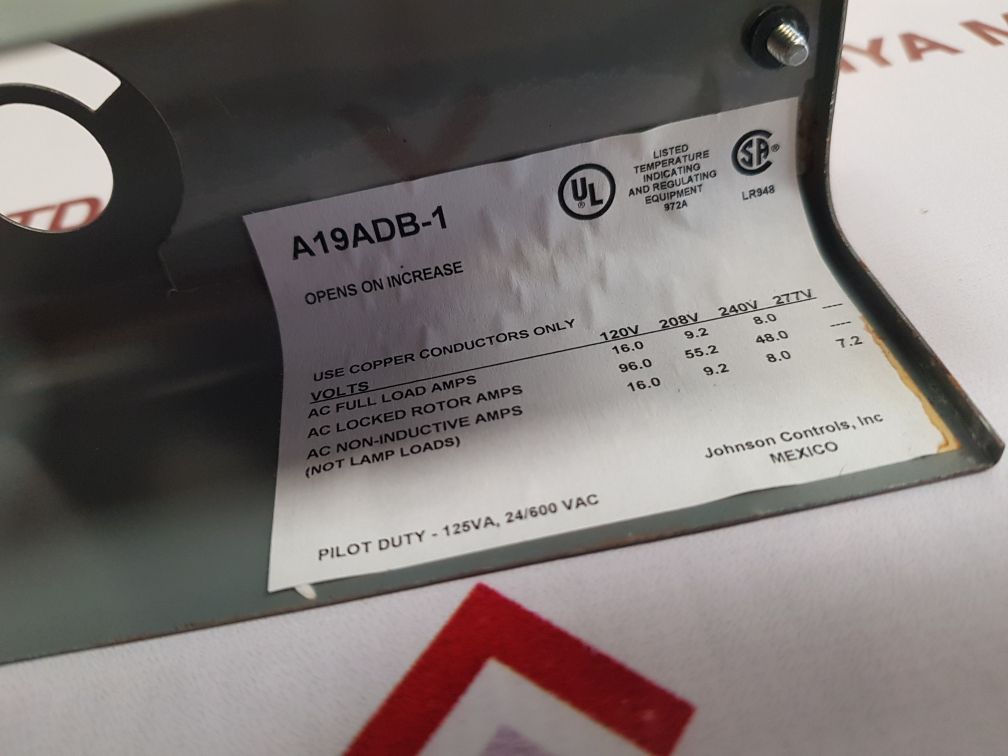 A19ADB-1
OPENS ON INCREASE
UL ®
LISTED
TEMPERATURE
INDICATING
AND REGULATING
EQUIPMENT
972A
SA ®
LR948
USE COPPER CONDUCTORS ONLY
VOLTS 120V 208V 240V 277V
AC FULL LOAD AMPS 16.0 9.2 8.0 ----
AC LOCKED ROTOR AMPS 96.0 55.2 48.0 ----
AC NON-INDUCTIVE AMPS 16.0 9.2 8.0 7.2
(NOT LAMP LOADS)
Johnson Controls, Inc
MEXICO
PILOT DUTY - 125VA, 24/600 VAC